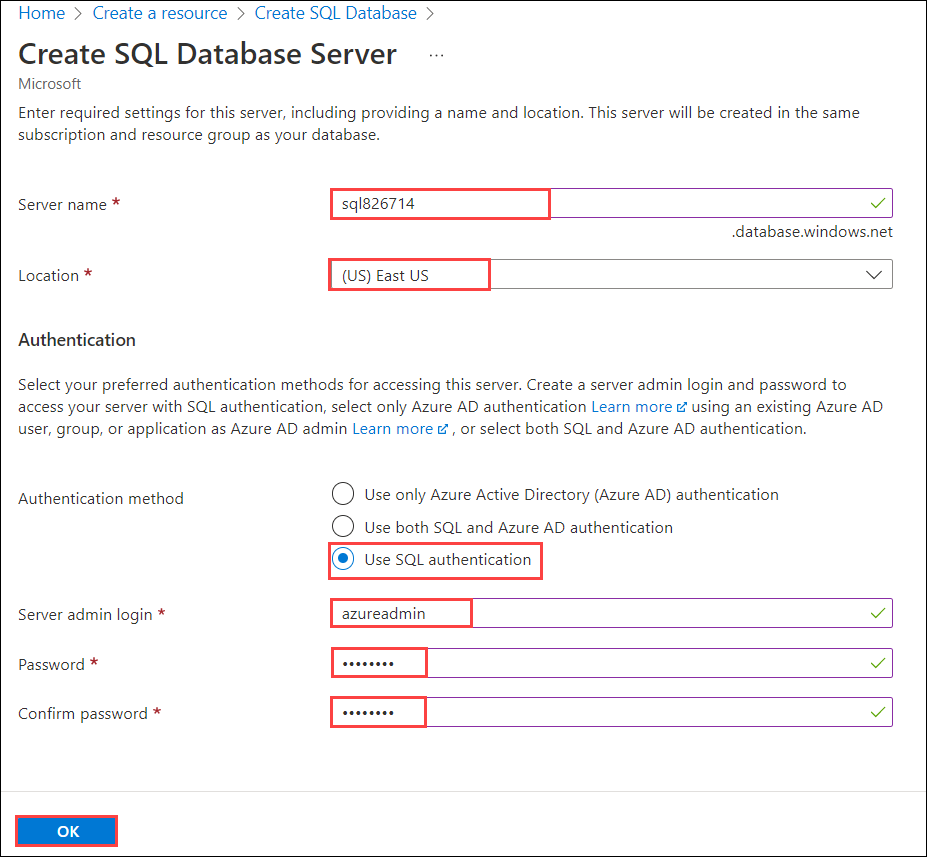 Home > Create a resource > Create SQL Database >
Create SQL Database Server ...
Microsoft
Enter required settings for this server, including providing a name and location. This server will be created in the same
subscription and resource group as your database.
Server name *
sql826714
.database.windows.net
Location *
(US) East US
Authentication
Select your preferred authentication methods for accessing this server. Create a server admin login and password to
access your server with SQL authentication, select only Azure AD authentication Learn more using an existing Azure AD
user, group, or application as Azure AD admin Learn more , or select both SQL and Azure AD authentication.
Authentication method
Use only Azure Active Directory (Azure AD) authentication
Use both SQL and Azure AD authentication
Use SQL authentication
Server admin login *
azureadmin
Password *
••••••••
Confirm password *
••••••••
OK